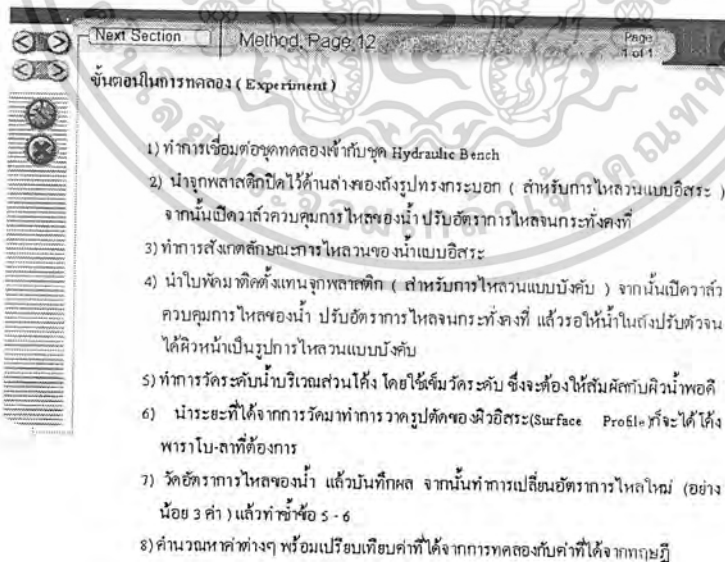 Next Section
Method, Page 12
Page
1 of 1
ขั้นตอนในการทดลอง ( Experiment )
1) ทำการเชื่อมต่อชุดทดลองเข้ากับชุด Hydraulic Bench
2) นำจุกพลาสติกปิดไว้ด้านล่างของถังรูปทรงกระบอก ( สำหรับการไหลวนแบบอิสระ )
จากนั้นเปิดวาล์วควบคุมการไหลของน้ำ ปรับอัตราการไหลจนกระทั่งคงที่
3) ทำการสังเกตลักษณะการไหลวนของน้ำแบบอิสระ
4) นำใบพัดมาติดตั้งแทนจุกพลาสติก ( สำหรับการไหลวนแบบบังคับ ) จากนั้นเปิดวาล์ว
ควบคุมการไหลของน้ำ ปรับอัตราการไหลจนกระทั่งคงที่ แล้วรอให้น้ำในถังปรับตัวจน
ได้ผิวหน้าเป็นรูปการไหลวนแบบบังคับ
5) ทำการวัดระดับน้ำบริเวณส่วนโค้ง โดยใช้เข็มวัดระดับ ซึ่งจะต้องให้สัมผัสกับผิวน้ำพอดี
6) นำระยะที่ได้จากการวัดมาทำการวาดรูปตัดของผิวอิสระ(Surface Profile)ก็จะได้โค้ง
พาราโบ-ลาที่ต้องการ
7) วัดอัตราการไหลของน้ำ แล้วบันทึกผล จากนั้นทำการเปลี่ยนอัตราการไหลใหม่ (อย่าง
น้อย 3 ค่า ) แล้วทำซ้ำข้อ 5 - 6
8) คำนวณหาค่าต่างๆ พร้อมเปรียบเทียบค่าที่ได้จากการทดลองกับค่าที่ได้จากทฤษฎี